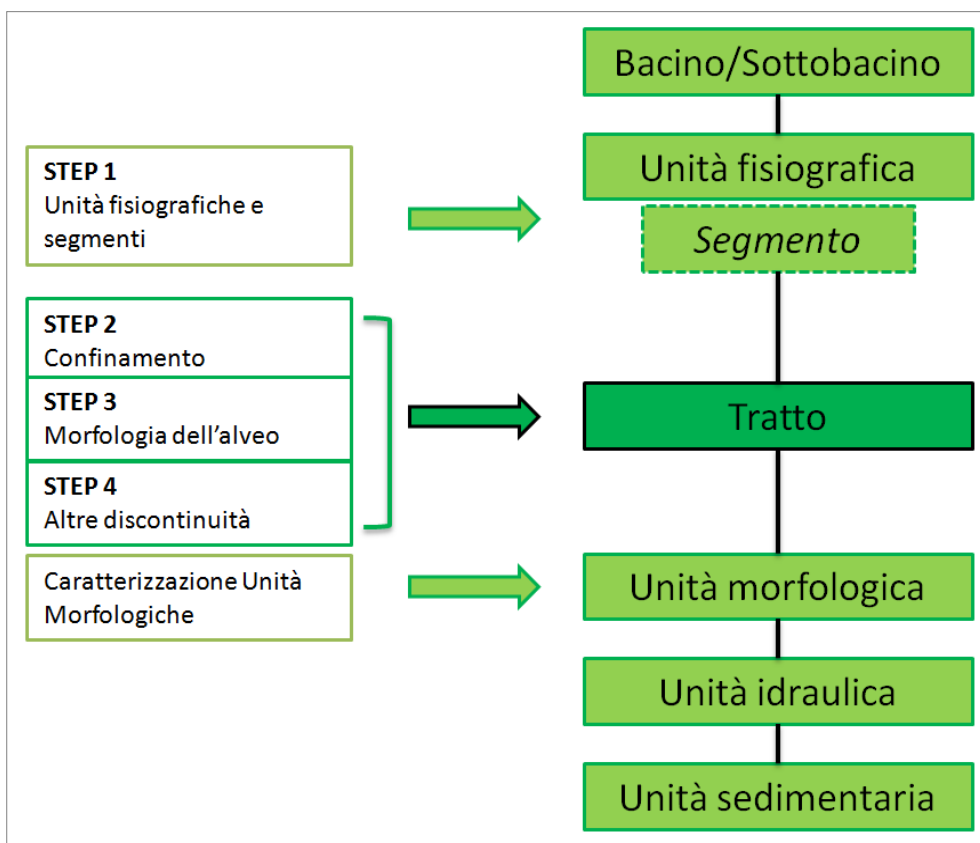 Bacino/Sottobacino
STEP 1
Unità fisiografiche e
segmenti
Unità fisiografica
Segmento
STEP 2
Confinamento
STEP 3
Morfologia dell'alveo
STEP 4
Altre discontinuità
Tratto
Caratterizzazione Unità
Morfologiche
Unità morfologica
Unità idraulica
Unità sedimentaria